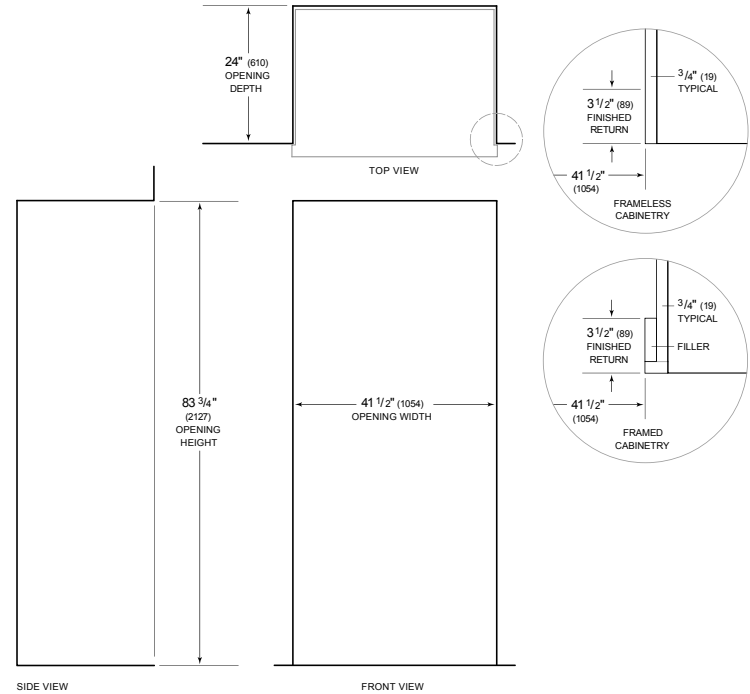 24" (610)
OPENING
DEPTH
TOP VIEW
3/4" (19)
TYPICAL
3 1/2" (89)
FINISHED
RETURN
41 1/2"
(1054)
FRAMELESS
CABINETRY
3/4" (19)
TYPICAL
3 1/2" (89)
FINISHED
RETURN
FILLER
41 1/2"
(1054)
FRAMED
CABINETRY
83 3/4"
(2127)
OPENING
HEIGHT
41 1/2" (1054)
OPENING WIDTH
SIDE VIEW
FRONT VIEW